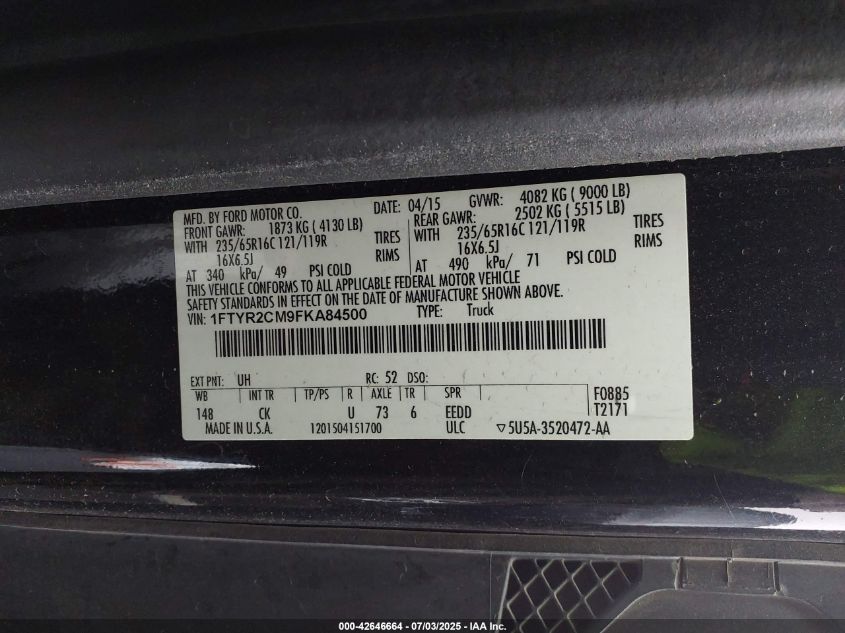 MFD. BY FORD MOTOR CO. DATE: 04/15 GVWR: 4082 KG ( 9000 LB)
FRONT GAWR: 1873 KG ( 4130 LB) REAR GAWR: 2502 KG ( 5515 LB)
WITH 235/65R16C 121/119R TIRES WITH 235/65R16C 121/119R TIRES
16X6.5J RIMS 16X6.5J RIMS
AT 340 kPa/ 49 PSI COLD AT 490 kPa/ 71 PSI COLD
THIS VEHICLE CONFORMS TO ALL APPLICABLE FEDERAL MOTOR VEHICLE
SAFETY STANDARDS IN EFFECT ON THE DATE OF MANUFACTURE SHOWN ABOVE.
VIN: 1FTYR2CM9FKA84500 TYPE: Truck
EXT PNT: UH RC: 52 DSO:
WB INT TR TP/PS R AXLE TR SPR F0885
148 CK U 73 6 EEDD T2171
MADE IN U.S.A. 1201504151700 ULC ▽5U5A-3520472-AA
000-42646664 - 07/03/2025 - IAA Inc.